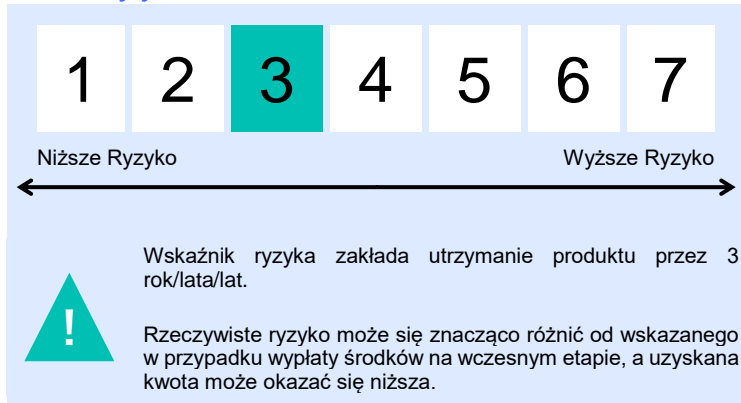 1 2 3 4 5 6 7
Niższe Ryzyko Wyższe Ryzyko
Wskaźnik ryzyka zakłada utrzymanie produktu przez 3
rok/lata/lat.
!
Rzeczywiste ryzyko może się znacząco różnić od wskazanego
w przypadku wypłaty środków na wczesnym etapie, a uzyskana
kwota może okazać się niższa.